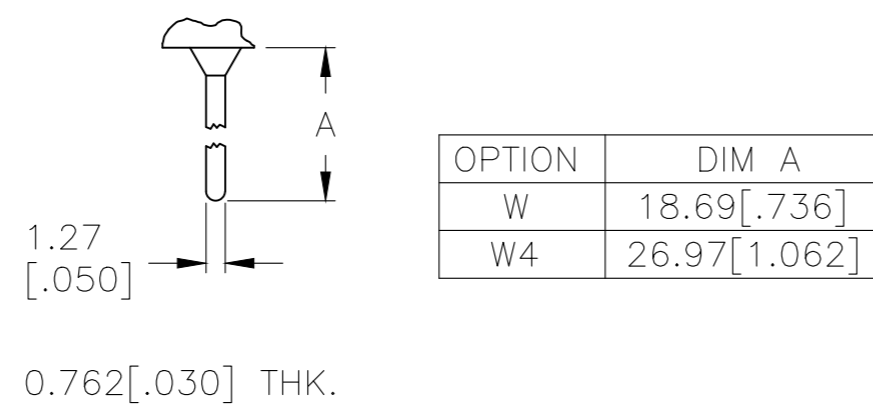 A
1.27
[.050]
0.762[.030] THK.
OPTION DIM A
W 18.69[.736]
W4 26.97[1.062]